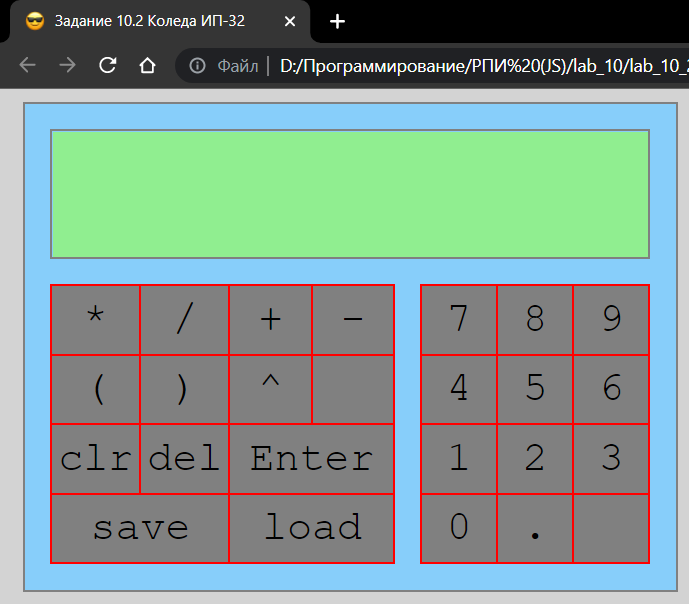 Задание 10.2 Коледа ИП-32
Файл D:/Программирование/РПИ%20(JS)/lab_10/lab_10_2
* / + - 7 8 9
( ) ^ 4 5 6
clr del Enter 1 2 3
save load 0 .